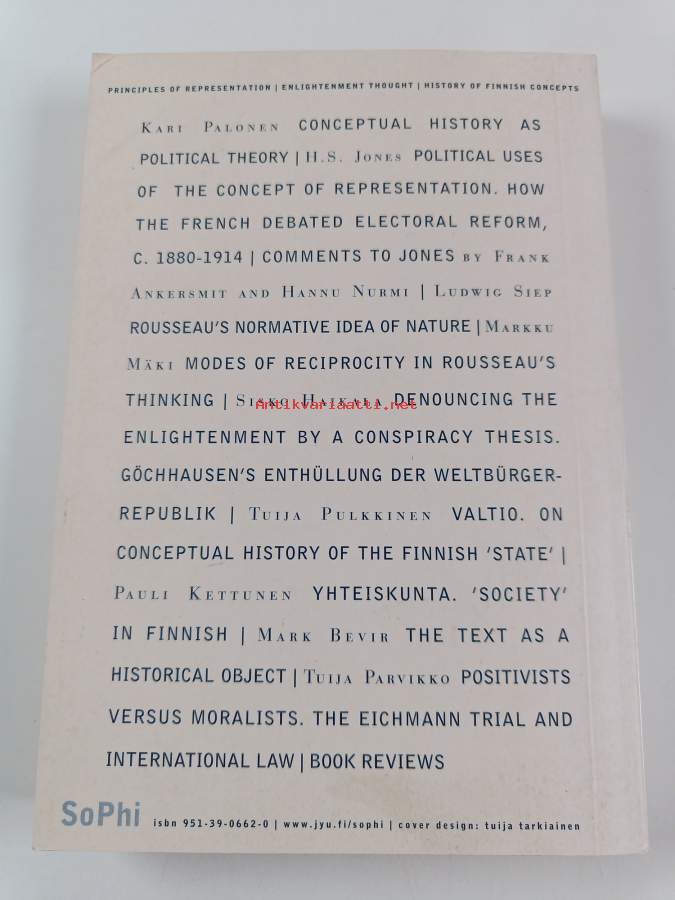 PRINCIPLES OF REPRESENTATION | ENLIGHTENMENT THOUGHT | HISTORY OF FINNISH CONCEPTS
KARI PALONEN CONCEPTUAL HISTORY AS
POLITICAL THEORY | H.S. JONES POLITICAL USES
OF THE CONCEPT OF REPRESENTATION. HOW
THE FRENCH DEBATED ELECTORAL REFORM,
C. 1880-1914 | COMMENTS TO JONES BY FRANK
ANKERSMIT AND HANNU NURMI | LUDWIG SIEP
ROUSSEAU'S NORMATIVE IDEA OF NATURE | MARKKU
MÄKI MODES OF RECIPROCITY IN ROUSSEAU'S
THINKING | SISKO HAIKALA DENOUNCING THE
antikvariaatti.net
ENLIGHTENMENT BY A CONSPIRACY THESIS.
GÖCHHAUSEN'S ENTHÜLLUNG DER WELTBÜRGER-
REPUBLIK | TUIJA PULKKINEN VALTIO. ON
CONCEPTUAL HISTORY OF THE FINNISH 'STATE' |
PAULI KETTUNEN YHTEISKUNTA. 'SOCIETY'
IN FINNISH | MARK BEVIR THE TEXT AS A
HISTORICAL OBJECT | TUIJA PARVIKKO POSITIVISTS
VERSUS MORALISTS. THE EICHMANN TRIAL AND
INTERNATIONAL LAW | BOOK REVIEWS
SoPhi isbn 951-39-0662-0 | www.jyu.fi/sophi | cover design: tuija tarkiainen